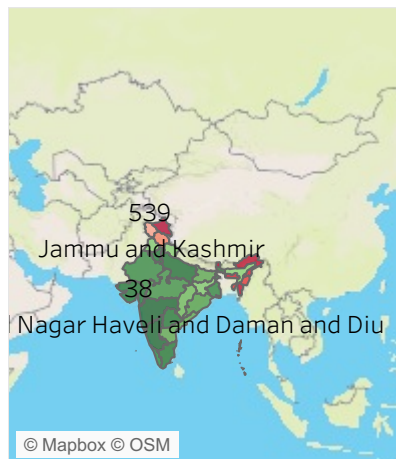 539
Jammu and Kashmir
38
Nagar Haveli and Daman and Diu
© Mapbox © OSM